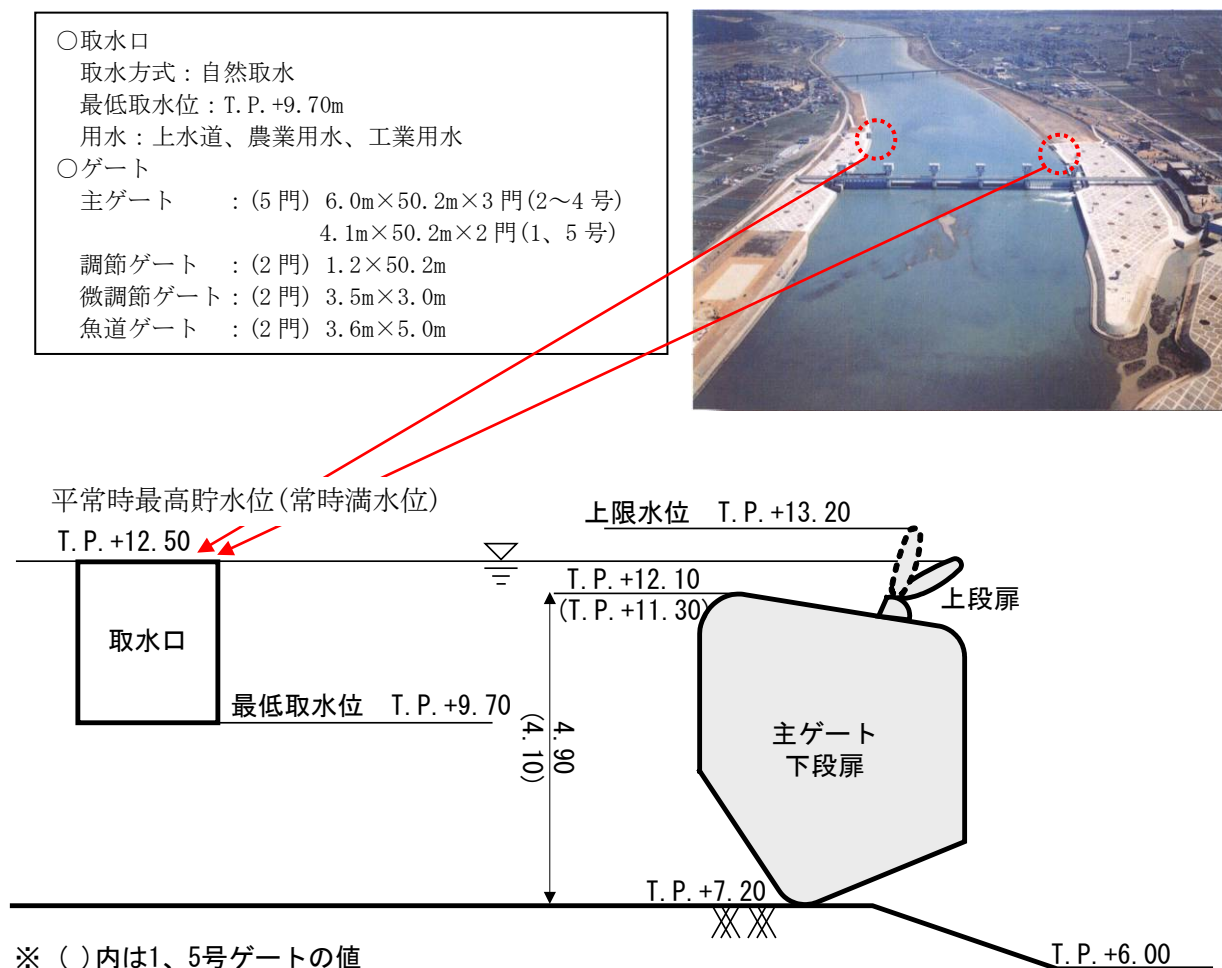 ○取水口
取水方式：自然取水
最低取水位：T.P.+9.70m
用水：上水道、農業用水、工業用水
○ゲート
主ゲート ：(5門) 6.0m×50.2m×3門(2～4号)
4.1m×50.2m×2門(1、5号)
調節ゲート ：(2門) 1.2×50.2m
微調節ゲート：(2門) 3.5m×3.0m
魚道ゲート ：(2門) 3.6m×5.0m
平常時最高貯水位(常時満水位)
T.P.+12.50
上限水位 T.P.+13.20
T.P.+12.10
(T.P.+11.30)
上段扉
取水口
最低取水位 T.P.+9.70
4.90
(4.10)
主ゲート
下段扉
T.P.+7.20
T.P.+6.00
※ ( )内は1、5号ゲートの値